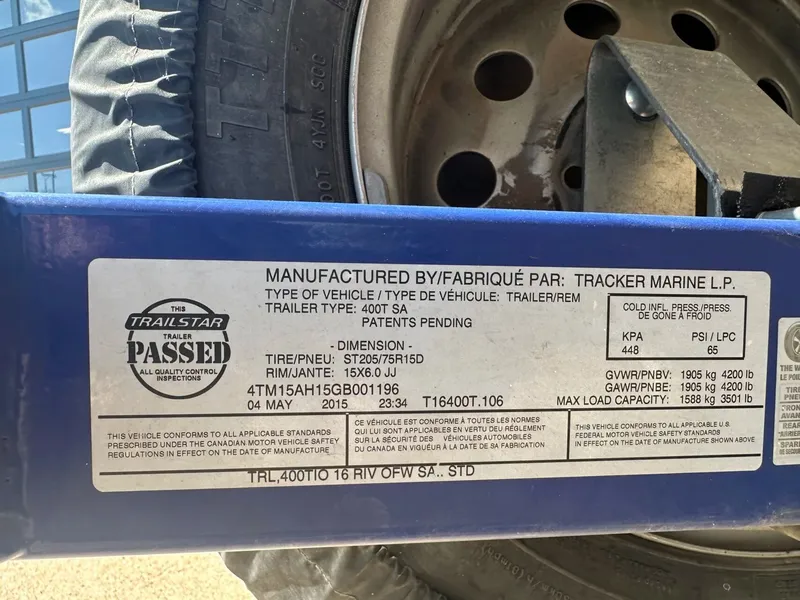 4YJN SOC
MANUFACTURED BY/FABRIQUÉ PAR: TRACKER MARINE L.P.
TYPE OF VEHICLE / TYPE DE VÉHICULE: TRAILER/REM
TRAILER TYPE: 400T SA
PATENTS PENDING
COLD INFL. PRESS./PRESS.
DE GONE À FROID
KPA PSI / LPC
448 65
THIS
TRAILSTAR
TRAILER
PASSED
ALL QUALITY CONTROL
INSPECTIONS
- DIMENSION -
TIRE/PNEU: ST205/75R15D
RIM/JANTE: 15X6.0 JJ
4TM15AH15GB001196
04 MAY 2015 23:34 T16400T.106
GVWR/PNBV: 1905 kg 4200 lb
GAWR/PNBE: 1905 kg 4200 lb
MAX LOAD CAPACITY: 1588 kg 3501 lb
THIS VEHICLE CONFORMS TO ALL APPLICABLE STANDARDS
PRESCRIBED UNDER THE CANADIAN MOTOR VEHICLE SAFTEY
REGULATIONS IN EFFECT ON THE DATE OF MANUFACTURE
CE VÉHICULE EST CONFORME À TOUTES LES NORMES
QUI LUI SONT APPLICABLES EN VERTU DEU RÉGLEMENT
SUR LA SÉCURITÉ DES VÉHICULES AUTOMOBILES
DU CANADA EN VIGUEUR À LA DATE DE SA FABRICATION
THIS VEHICLE CONFORMS TO ALL APPLICABLE U.S.
FEDERAL MOTOR VEHICLE SAFETY STANDARDS
IN EFFECT ON THE DATE OF MANUFACTURE SHOWN ABOVE
TRL,400TIO 16 RIV OFW SA.. STD